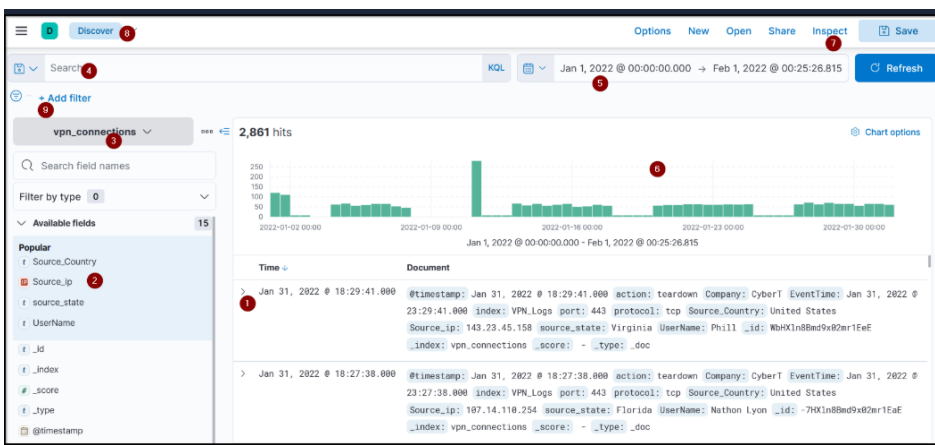 D Discover 8 Options New Open Share Inspect Save
7
Search 4 KQL Jan 1, 2022 @ 00:00:00.000 → Feb 1, 2022 @ 00:25:26.815 Refresh
5
+ Add filter
9
vpn_connections 2,861 hits Chart options
3
Search field names
6
250
200
150
100
50
0
Filter by type 0
2022-01-02 00:00 2022-01-09 00:00 2022-01-16 00:00 2022-01-23 00:00 2022-01-30 00:00
Available fields 15
Jan 1, 2022 @ 00:00:00.000 - Feb 1, 2022 @ 00:25:26.815
Popular
t Source_Country
Source_ip 2
t source_state
t UserName
t _id
t _index
# _score
t _type
@timestamp
Time Document
1
Jan 31, 2022 @ 18:29:41.000 @timestamp: Jan 31, 2022 @ 18:29:41.000 action: teardown Company: CyberT EventTime: Jan 31, 2022 @
23:29:41.000 index: VPN_Logs port: 443 protocol: tcp Source_Country: United States
Source_ip: 143.23.45.158 source_state: Virginia UserName: Phill _id: WbHXln8Bmd9x02mr1EeE
_index: vpn_connections _score: - _type: _doc
Jan 31, 2022 @ 18:27:38.000 @timestamp: Jan 31, 2022 @ 18:27:38.000 action: teardown Company: CyberT EventTime: Jan 31, 2022 @
23:27:38.000 index: VPN_Logs port: 443 protocol: tcp Source_Country: United States
Source_ip: 107.14.110.254 source_state: Florida UserName: Nathon Lyon _id: -7HXln8Bmd9x02mr1EaE
_index: vpn_connections _score: - _type: _doc